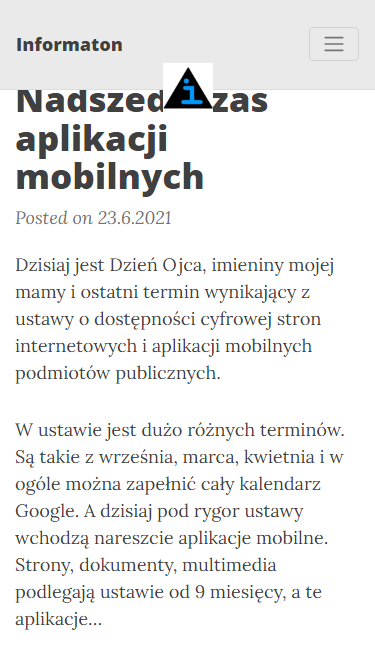 Informaton
i
aplikacji
mobilnych
Posted on 23.6.2021
Dzisiaj jest Dzień Ojca, imieniny mojej
mamy i ostatni termin wynikający z
ustawy o dostępności cyfrowej stron
internetowych i aplikacji mobilnych
podmiotów publicznych.
W ustawie jest dużo różnych terminów.
Są takie z września, marca, kwietnia i w
ogóle można zapełnić cały kalendarz
Google. A dzisiaj pod rygor ustawy
wchodzą nareszcie aplikacje mobilne.
Strony, dokumenty, multimedia
podlegają ustawie od 9 miesięcy, a te
aplikacje…